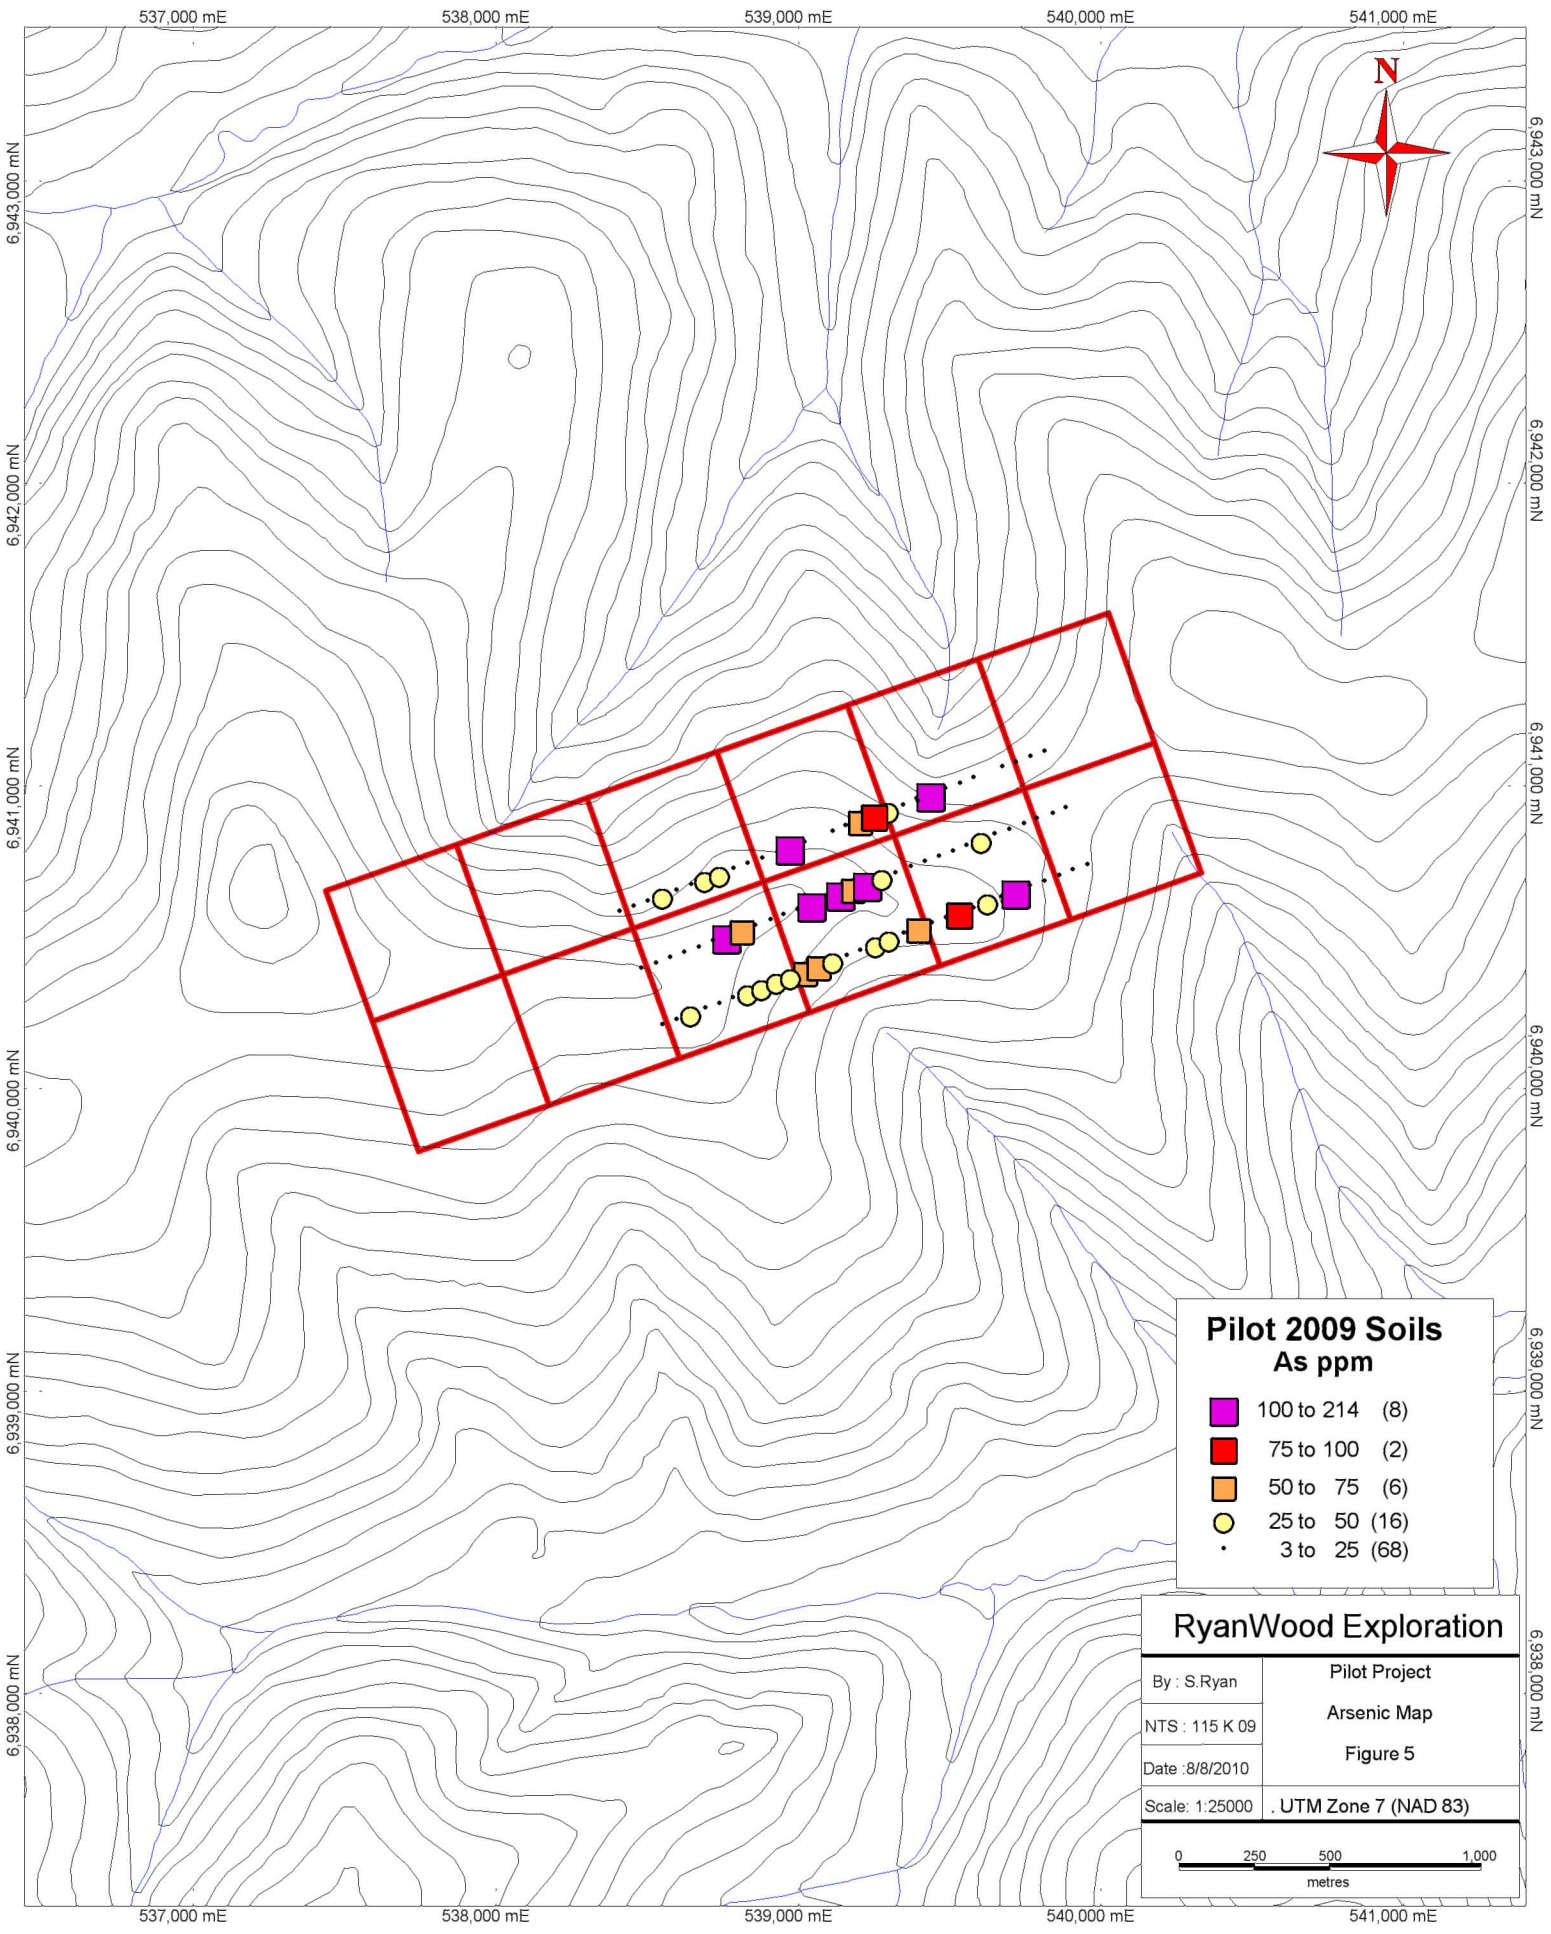 537,000 mE 538,000 mE 539,000 mE 540,000 mE 541,000 mE
N
6,943,000 mN 6,943,000 mN
6,942,000 mN 6,942,000 mN
6,941,000 mN 6,941,000 mN
6,940,000 mN 6,940,000 mN
6,939,000 mN 6,939,000 mN
6,938,000 mN 6,938,000 mN
Pilot 2009 Soils
As ppm
100 to 214 (8)
75 to 100 (2)
50 to 75 (6)
25 to 50 (16)
3 to 25 (68)
RyanWood Exploration
By : S.Ryan
NTS : 115 K 09
Date :8/8/2010
Scale: 1:25000
Pilot Project
Arsenic Map
Figure 5
. UTM Zone 7 (NAD 83)
0 250 500 1,000
metres
537,000 mE 538,000 mE 539,000 mE 540,000 mE 541,000 mE